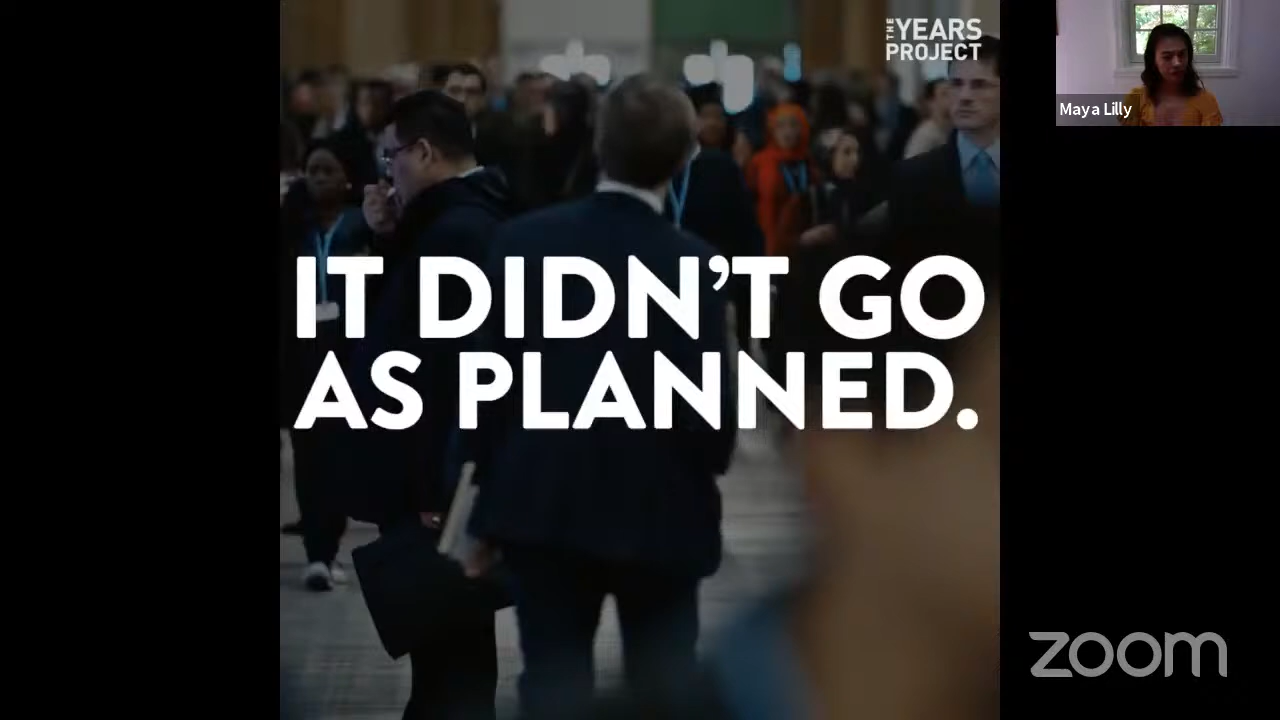 THE YEARS
PROJECT
Maya Lilly
IT DIDN'T GO
AS PLANNED.
zoom